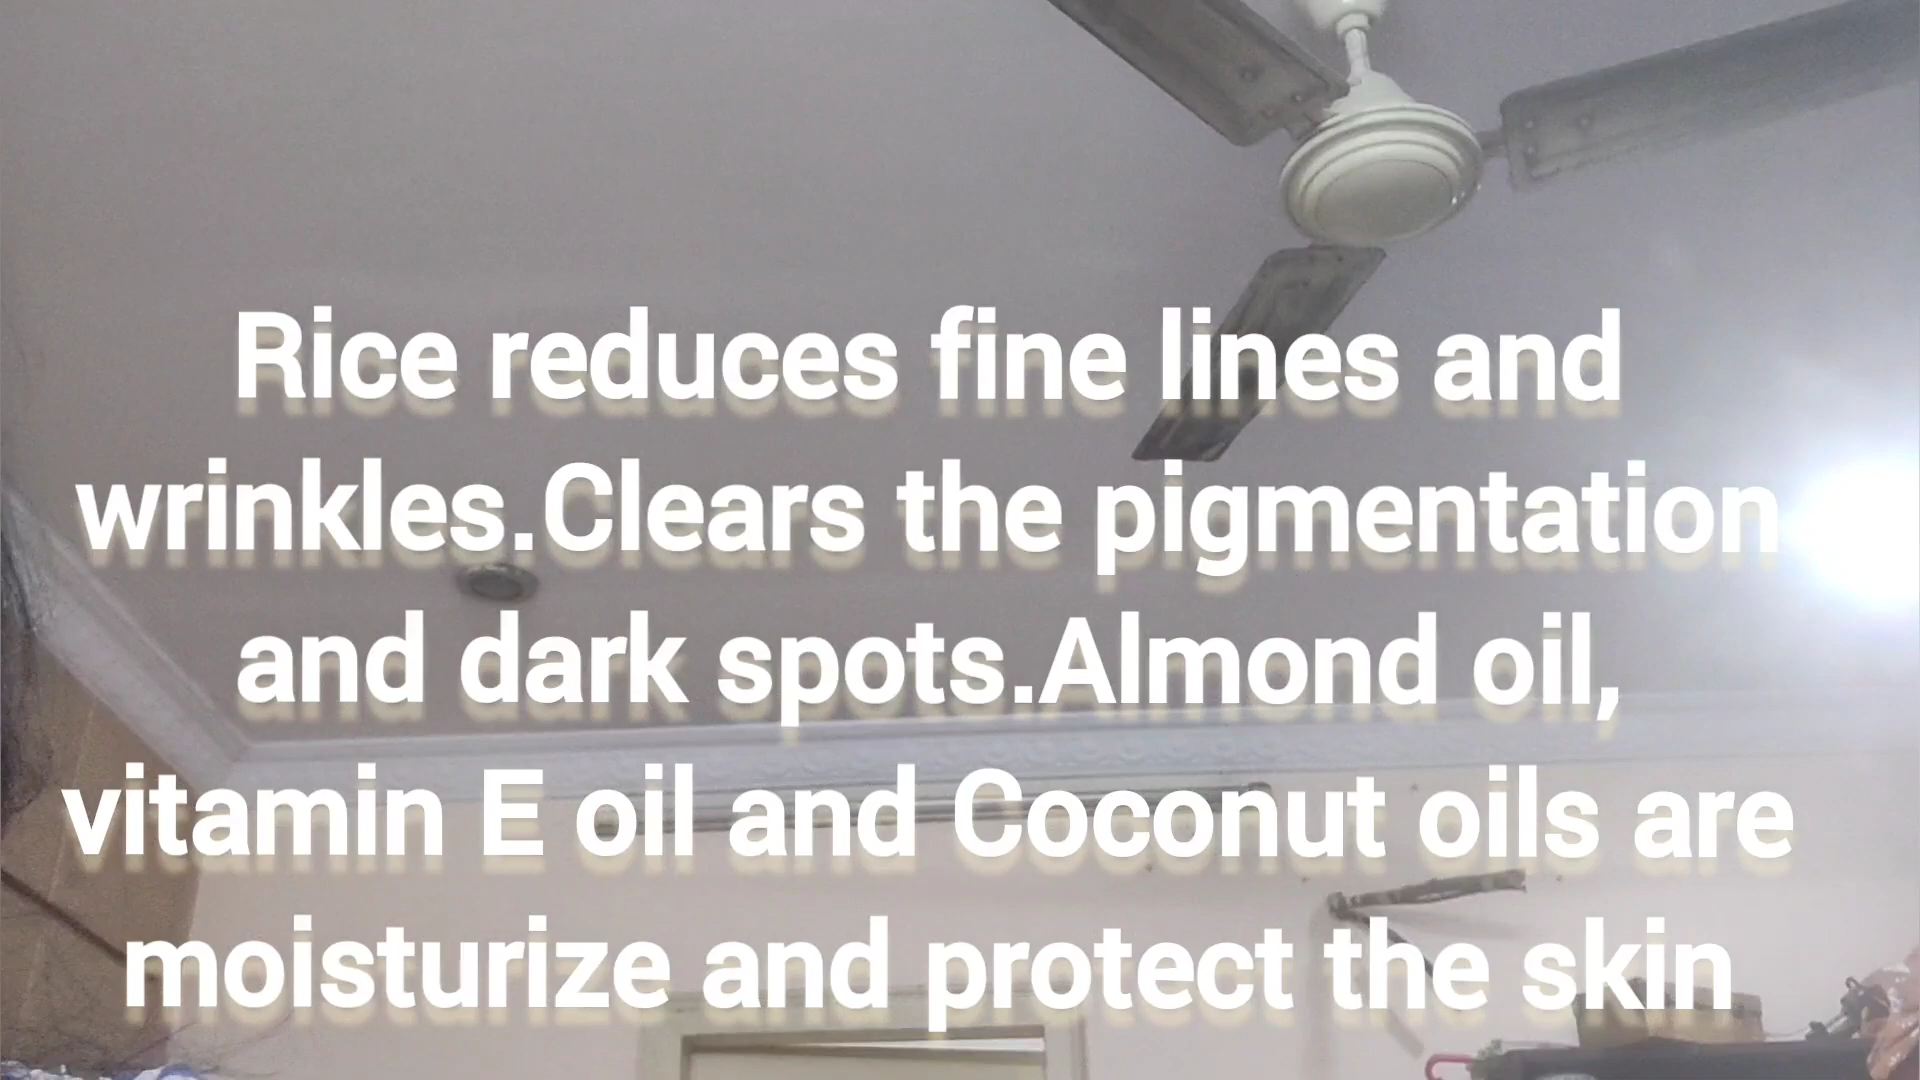 Rice reduces fine lines and
wrinkles.Clears the pigmentation
and dark spots.Almond oil,
vitamin E oil and Coconut oils are
moisturize and protect the skin